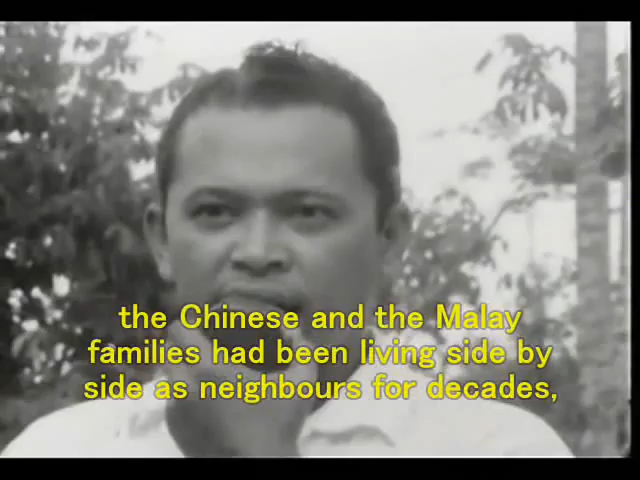 the Chinese and the Malay
families had been living side by
side as neighbours for decades,